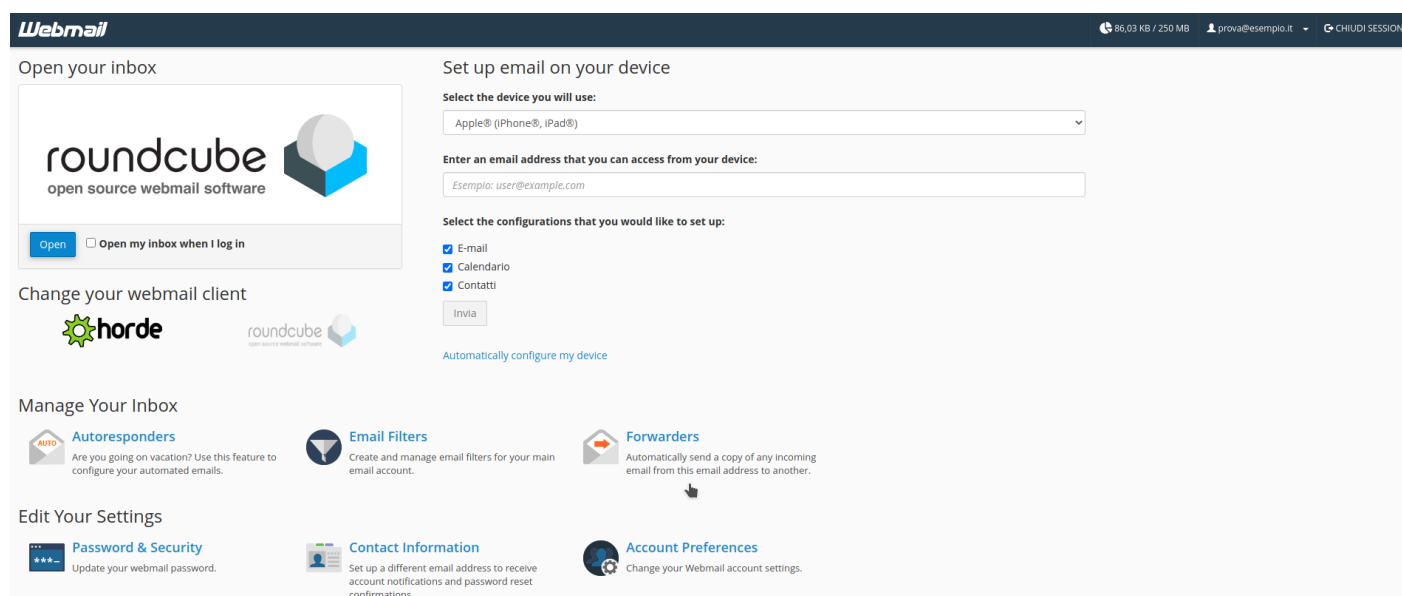 Webmail
86,03 KB / 250 MB
prova@esempio.it
CHIUDI SESSION
Open your inbox
roundcube
open source webmail software
Open
Open my inbox when I log in
Change your webmail client
horde
roundcube
open source webmail software
Set up email on your device
Select the device you will use:
Apple® (iPhone®, iPad®)
Enter an email address that you can access from your device:
Esempio: user@example.com
Select the configurations that you would like to set up:
E-mail
Calendario
Contatti
Invia
Automatically configure my device
Manage Your Inbox
AUTO
Autoresponders
Are you going on vacation? Use this feature to
configure your automated emails.
Email Filters
Create and manage email filters for your main
email account.
Forwarders
Automatically send a copy of any incoming
email from this email address to another.
Edit Your Settings
***_
Password & Security
Update your webmail password.
Contact Information
Set up a different email address to receive
account notifications and password reset
confirmations.
Account Preferences
Change your Webmail account settings.